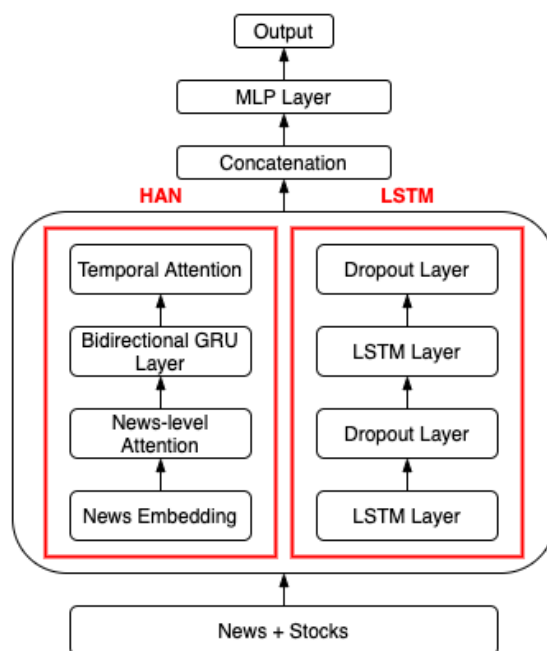 Output
MLP Layer
Concatenation
HAN
LSTM
Temporal Attention
Bidirectional GRU
Layer
News-level
Attention
News Embedding
Dropout Layer
LSTM Layer
Dropout Layer
LSTM Layer
News + Stocks